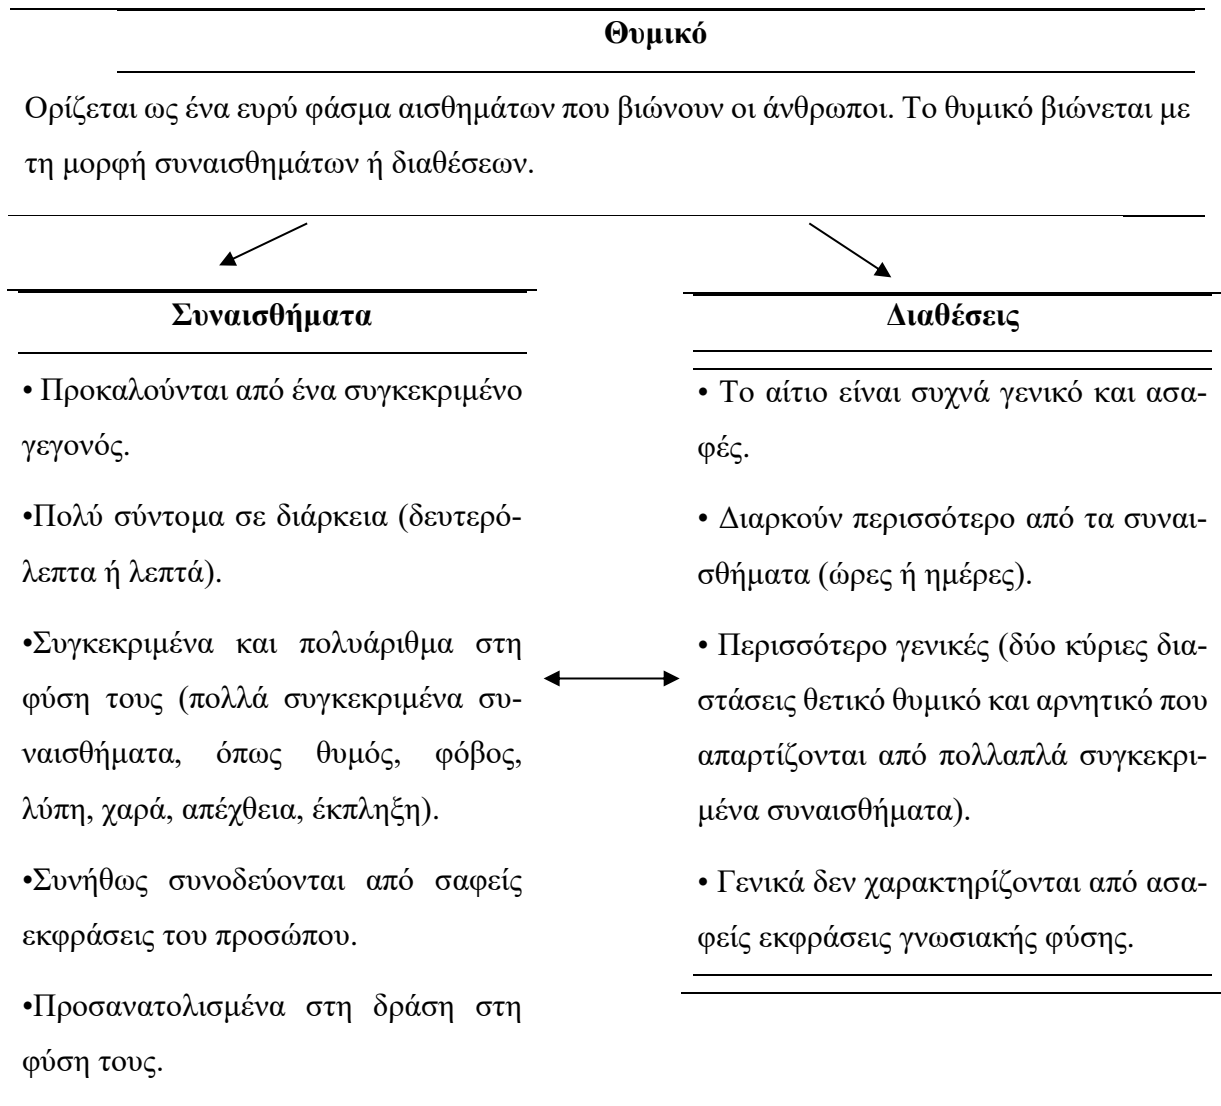 Θυμικό
Ορίζεται ως ένα ευρύ φάσμα αισθημάτων που βιώνουν οι άνθρωποι. Το θυμικό βιώνεται με
τη μορφή συναισθημάτων ή διαθέσεων.
Συναισθήματα
• Προκαλούνται από ένα συγκεκριμένο
γεγονός.
•Πολύ σύντομα σε διάρκεια (δευτερό-
λεπτα ή λεπτά).
•Συγκεκριμένα και πολυάριθμα στη
φύση τους (πολλά συγκεκριμένα συ-
ναισθήματα, όπως θυμός, φόβος,
λύπη, χαρά, απέχθεια, έκπληξη).
•Συνήθως συνοδεύονται από σαφείς
εκφράσεις του προσώπου.
•Προσανατολισμένα στη δράση στη
φύση τους.
Διαθέσεις
• Το αίτιο είναι συχνά γενικό και ασα-
φές.
• Διαρκούν περισσότερο από τα συναι-
σθήματα (ώρες ή ημέρες).
• Περισσότερο γενικές (δύο κύριες δια-
στάσεις θετικό θυμικό και αρνητικό που
απαρτίζονται από πολλαπλά συγκεκρι-
μένα συναισθήματα).
• Γενικά δεν χαρακτηρίζονται από ασα-
φείς εκφράσεις γνωσιακής φύσης.